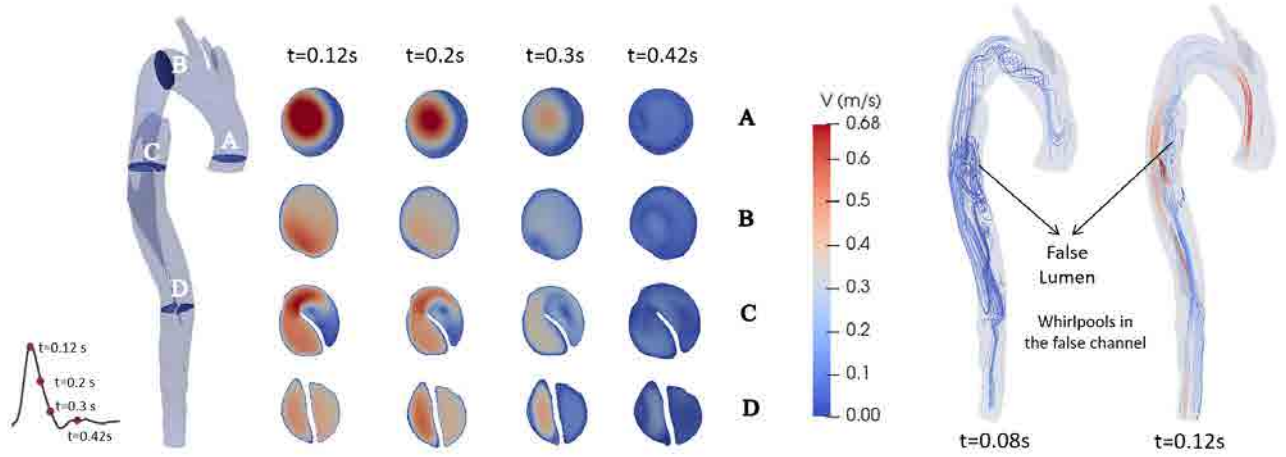 t=0.12s t=0.2s t=0.3s t=0.42s
B
A
C
D
A
B
C
D
t=0.12 s
t=0.2 s
t=0.3 s
t=0.42s
V (m/s)
0.68
0.6
0.5
0.4
0.3
0.2
0.1
0.00
False
Lumen
Whirlpools in
the false channel
t=0.08s t=0.12s